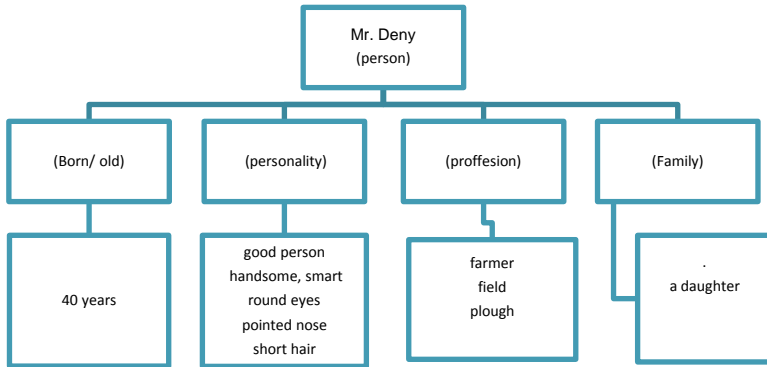 Mr. Deny
(person)
(Born/ old)
(personality)
(proffesion)
(Family)
40 years
good person
handsome, smart
round eyes
pointed nose
short hair
farmer
field
plough
.
a daughter